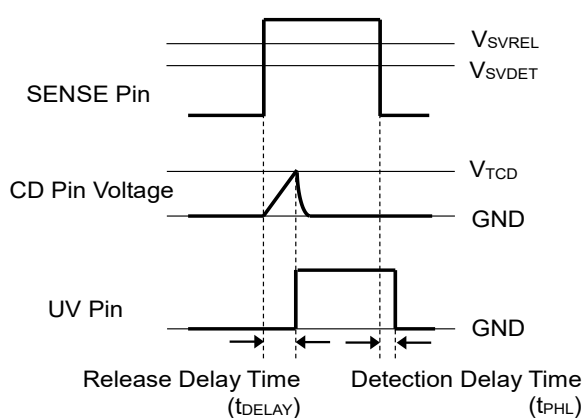 VSVREL
VSVDET
SENSE Pin
VTCD
CD Pin Voltage
GND
UV Pin
GND
Release Delay Time
(tDELAY)
Detection Delay Time
(tPHL)